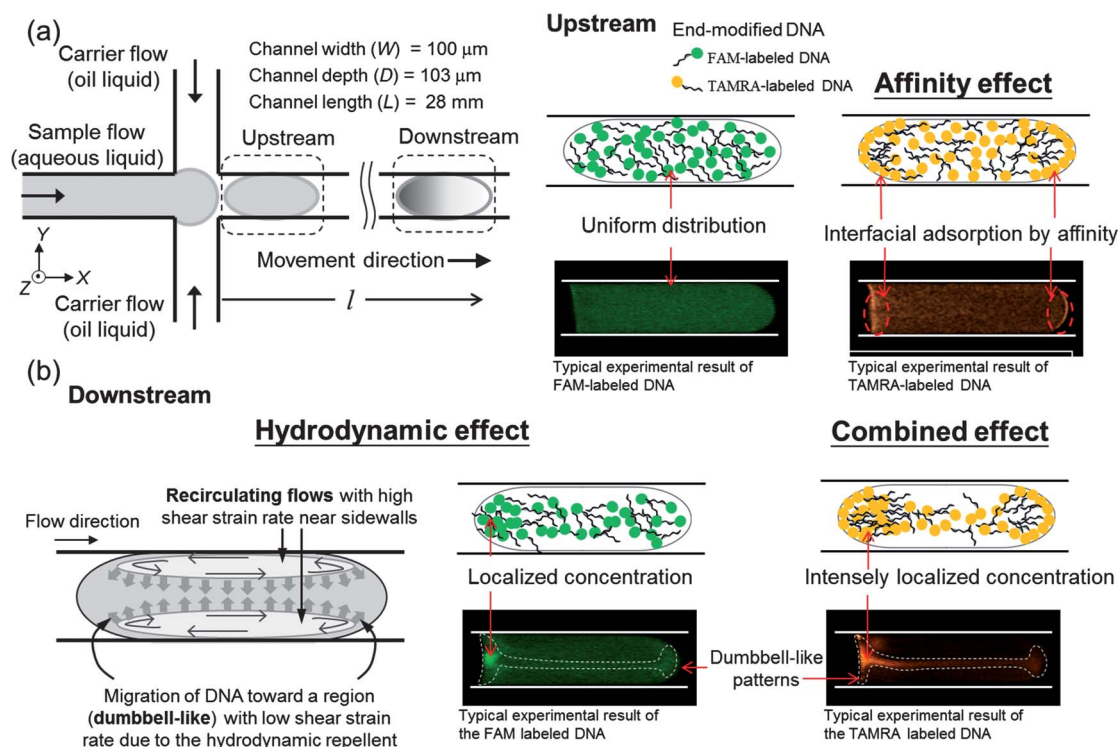 (a)
Carrier flow
(oil liquid)
Channel width (W) = 100 μm
Channel depth (D) = 103 μm
Channel length (L) = 28 mm
Sample flow
(aqueous liquid)
Upstream
Downstream
Y
Z
X
Movement direction
l
Carrier flow
(oil liquid)
Upstream
End-modified DNA
FAM-labeled DNA
TAMRA-labeled DNA
Affinity effect
Uniform distribution
Interfacial adsorption by affinity
Typical experimental result of
FAM-labeled DNA
Typical experimental result of
TAMRA-labeled DNA
(b)
Downstream
Hydrodynamic effect
Combined effect
Recirculating flows with high
shear strain rate near sidewalls
Flow direction
Localized concentration
Intensely localized concentration
Migration of DNA toward a region
(dumbbell-like) with low shear strain
rate due to the hydrodynamic repellent
Dumbbell-like
patterns
Typical experimental result of
the FAM labeled DNA
Typical experimental result of
the TAMRA labeled DNA